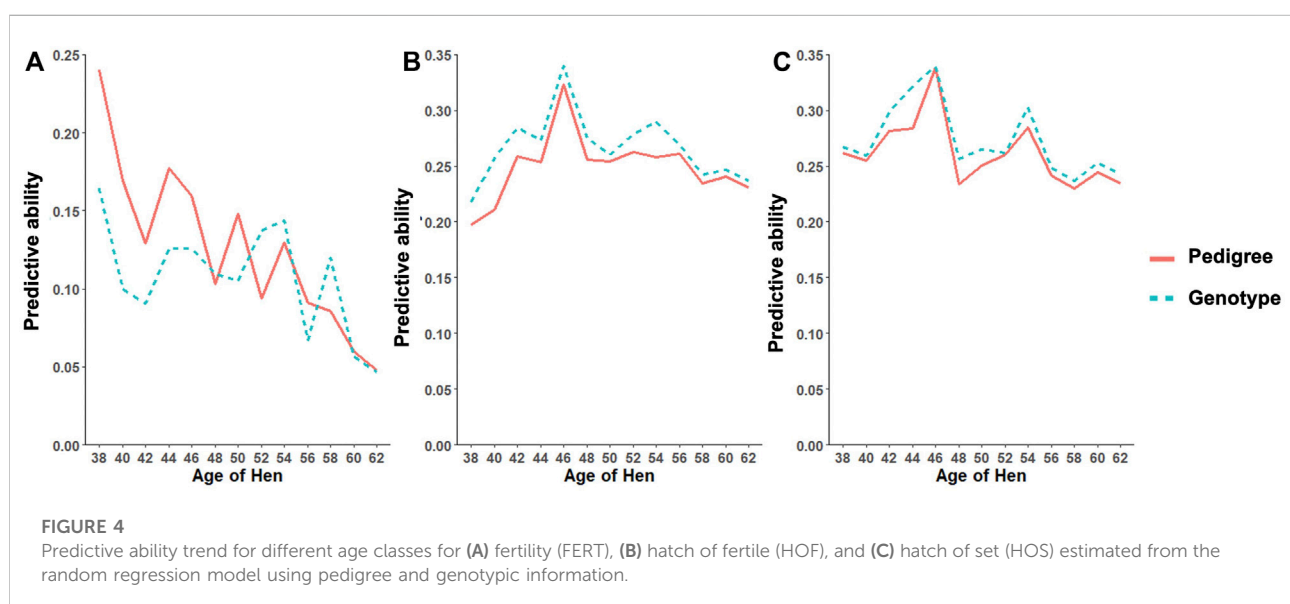 A
0.25
0.20
0.15
0.10
0.05
0.00
Predictive ability
38 40 42 44 46 48 50 52 54 56 58 60 62
Age of Hen
B
0.35
0.30
0.25
0.20
0.15
0.10
0.05
0.00
Predictive ability
38 40 42 44 46 48 50 52 54 56 58 60 62
Age of Hen
C
0.35
0.30
0.25
0.20
0.15
0.10
0.05
0.00
Predictive ability
38 40 42 44 46 48 50 52 54 56 58 60 62
Age of Hen
Pedigree
Genotype
FIGURE 4
Predictive ability trend for different age classes for (A) fertility (FERT), (B) hatch of fertile (HOF), and (C) hatch of set (HOS) estimated from the
random regression model using pedigree and genotypic information.